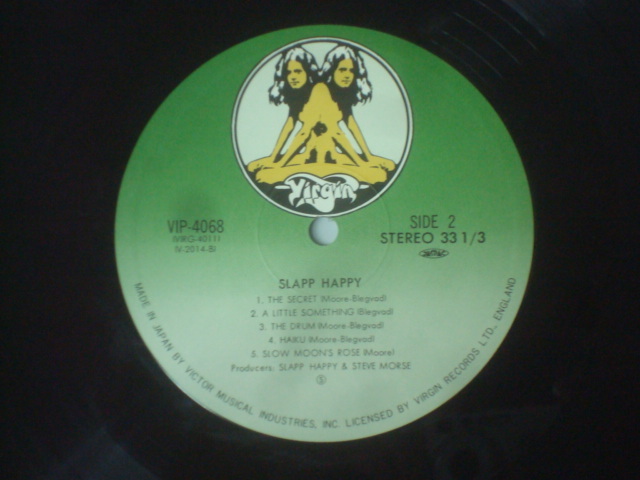 Virgin
VIP-4068
(VIRG-4011)
(V-2014-B)
SIDE 2
STEREO 33 1/3
SLAPP HAPPY
1. THE SECRET (Moore-Blegvad)
2. A LITTLE SOMETHING (Blegvad)
3. THE DRUM (Moore-Blegvad)
4. HAIKU (Moore-Blegvad)
5. SLOW MOON'S ROSE (Moore)
Producers: SLAPP HAPPY & STEVE MORSE
Ⓢ
MADE IN JAPAN BY VICTOR MUSICAL INDUSTRIES, INC. LICENSED BY VIRGIN RECORDS LTD., ENGLAND